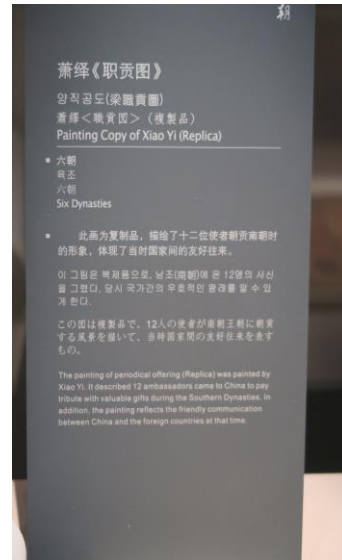 朝
萧绎《职贡图》
양직공도(梁職貢圖)
蕭繹＜職貢図＞（複製品）
Painting Copy of Xiao Yi (Replica)
六朝
육조
六朝
Six Dynasties
此画为复制品，描绘了十二位使者朝贡南朝时
的形象，体现了当时国家间的友好往来。
이 그림은 복제품으로, 남조(南朝)에 온 12명의 사신
을 그렸다. 당시 국가간의 우호적인 왕래를 알 수 있
게 한다.
この図は複製品で、12人の使者が南朝王朝に朝貢
する風景を描いて、当時国家間の友好往来を表す
もの。
The painting of periodical offering (Replica) was painted by
Xiao Yi. It described 12 ambassadors came to China to pay
tribute with valuable gifts during the Southern Dynasties. In
addition, the painting reflects the friendly communication
between China and the foreign countries at that time.